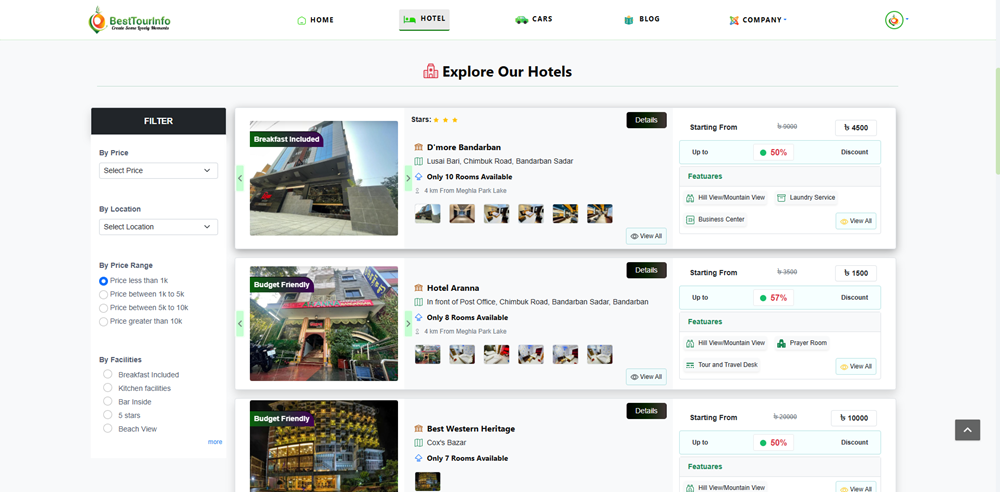 BestTourinfo
Create Some Lovely Moments
HOME
HOTEL
CARS
BLOG
COMPANY
Explore Our Hotels
FILTER
By Price
Select Price
By Location
Select Location
By Price Range
Price less than 1k
Price between 1k to 5k
Price between 5k to 10k
Price greater than 10k
By Facilities
Breakfast Included
Kitchen facilities
Bar Inside
5 stars
Beach View
more
Breakfast Included
Stars:
Details
D'more Bandarban
Lusai Bari, Chimbuk Road, Bandarban Sadar
Only 10 Rooms Available
4 km From Meghla Park Lake
View All
Starting From ৳ 9000 ৳ 4500
Up to 50% Discount
Featuares
Hill View/Mountain View
Laundry Service
Business Center
View All
Budget Friendly
Details
Hotel Aranna
In front of Post Office, Chimbuk Road, Bandarban Sadar, Bandarban
Only 8 Rooms Available
4 km From Meghla Park Lake
View All
Starting From ৳ 3500 ৳ 1500
Up to 57% Discount
Featuares
Hill View/Mountain View
Prayer Room
Tour and Travel Desk
View All
Budget Friendly
Details
Best Western Heritage
Cox's Bazar
Only 7 Rooms Available
Starting From ৳ 20000 ৳ 10000
Up to 50% Discount
Featuares
Hill View/Mountain View
View All